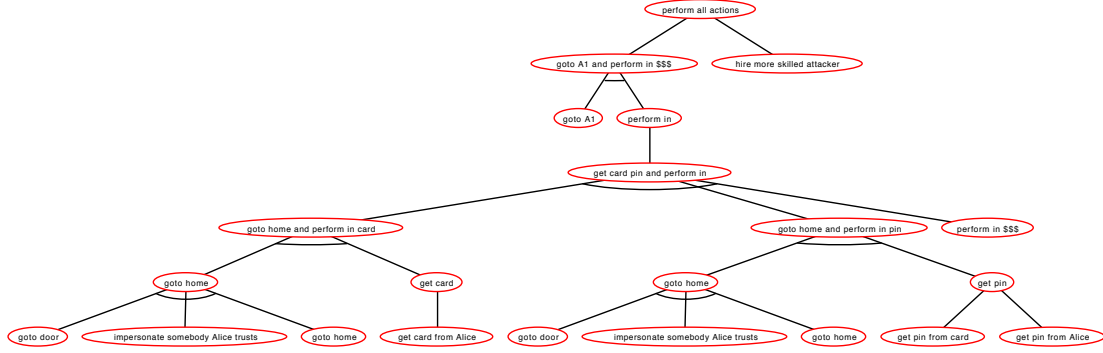 perform all actions
goto A1 and perform in $$$
hire more skilled attacker
goto A1
perform in
get card pin and perform in
goto home and perform in card
goto home and perform in pin
perform in $$$
goto home
get card
goto home
get pin
goto door
impersonate somebody Alice trusts
goto home
get card from Alice
goto door
impersonate somebody Alice trusts
goto home
get pin from card
get pin from Alice